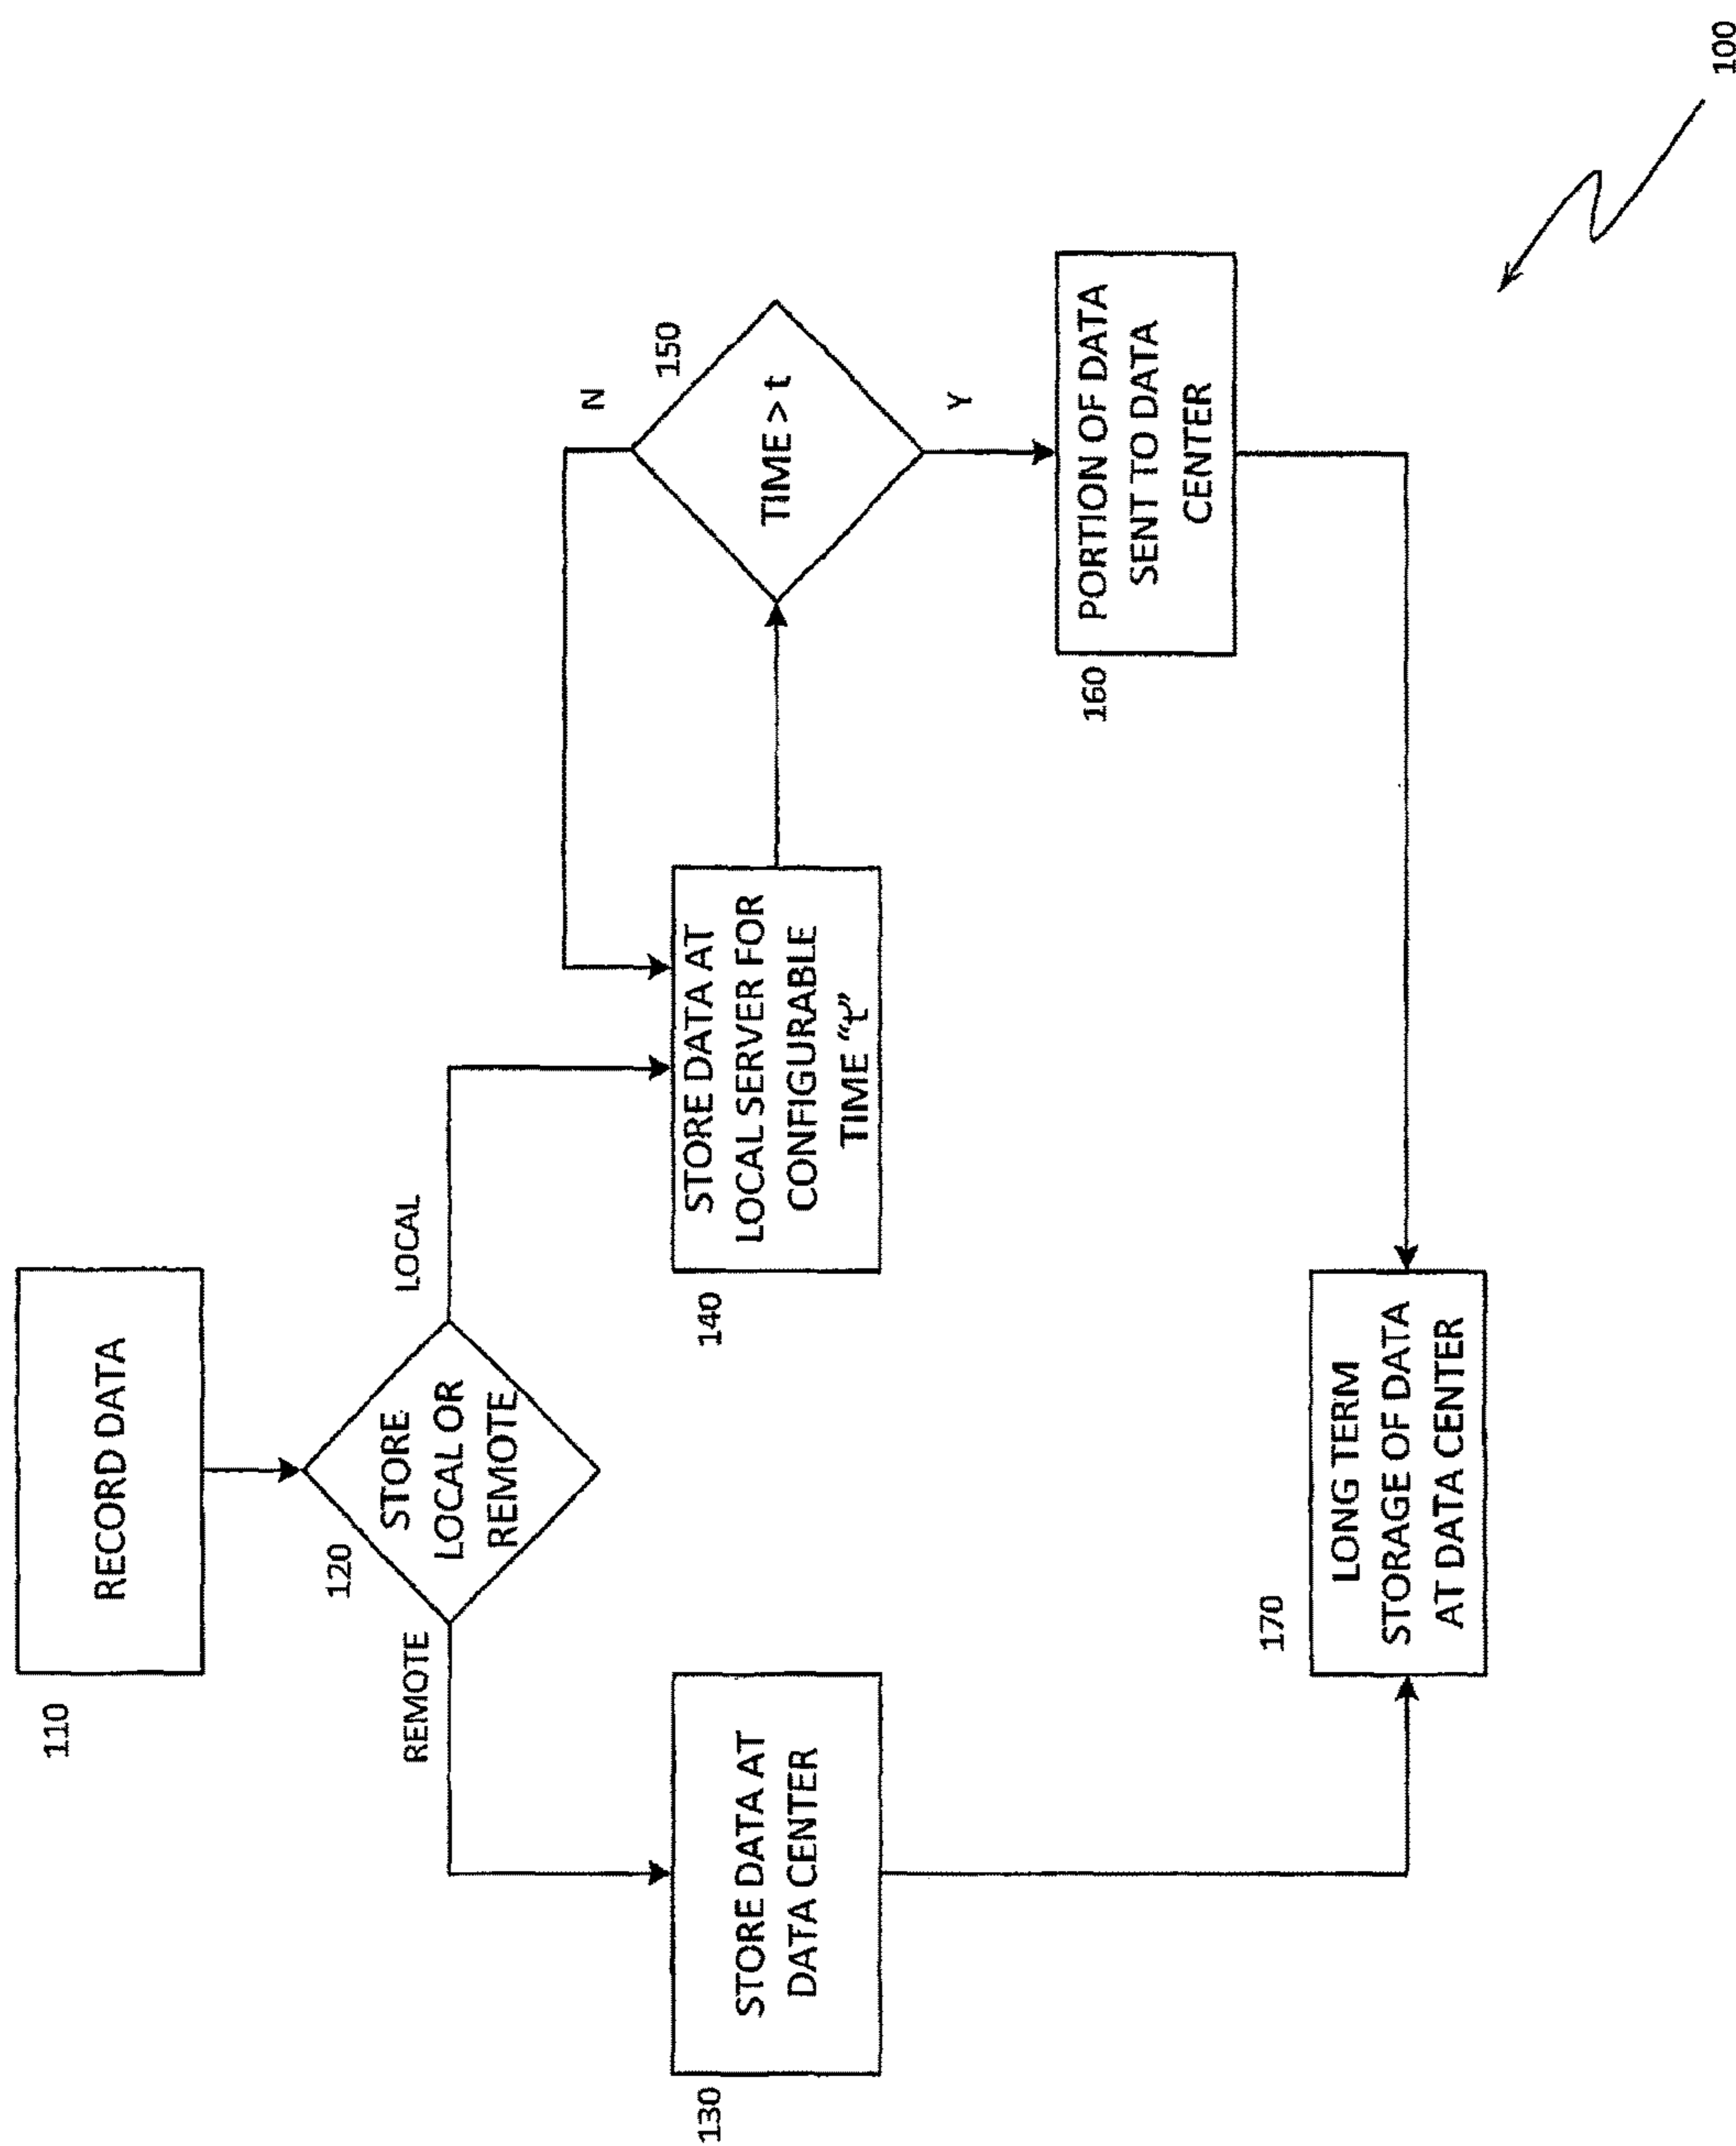 110
RECORD DATA
120
STORE
LOCAL OR
REMOTE
REMOTE
LOCAL
130
STORE DATA AT
DATA CENTER
140
STORE DATA AT
LOCAL SERVER FOR
CONFIGURABLE
TIME “t”
150
TIME > t
N
Y
160
PORTION OF DATA
SENT TO DATA
CENTER
170
LONG TERM
STORAGE OF DATA
AT DATA CENTER
100